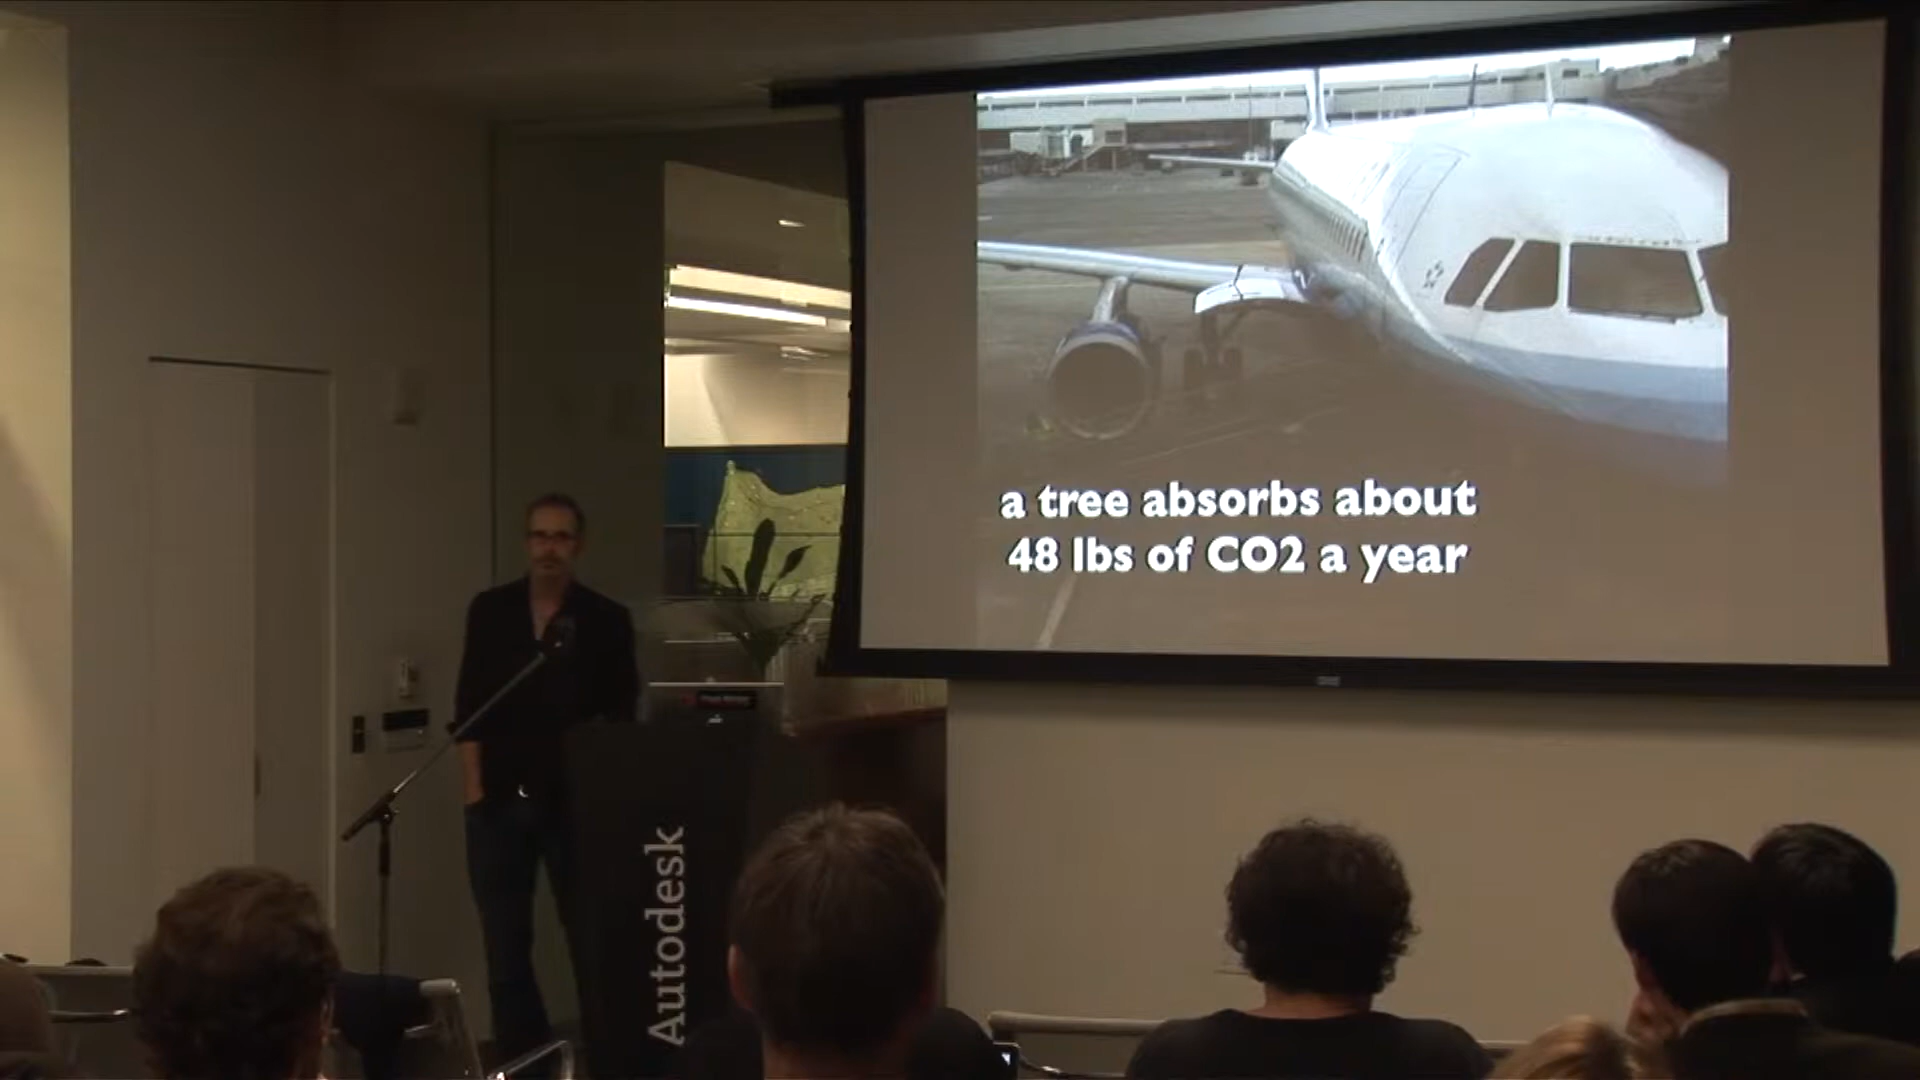 a tree absorbs about
48 lbs of CO2 a year
Autodesk